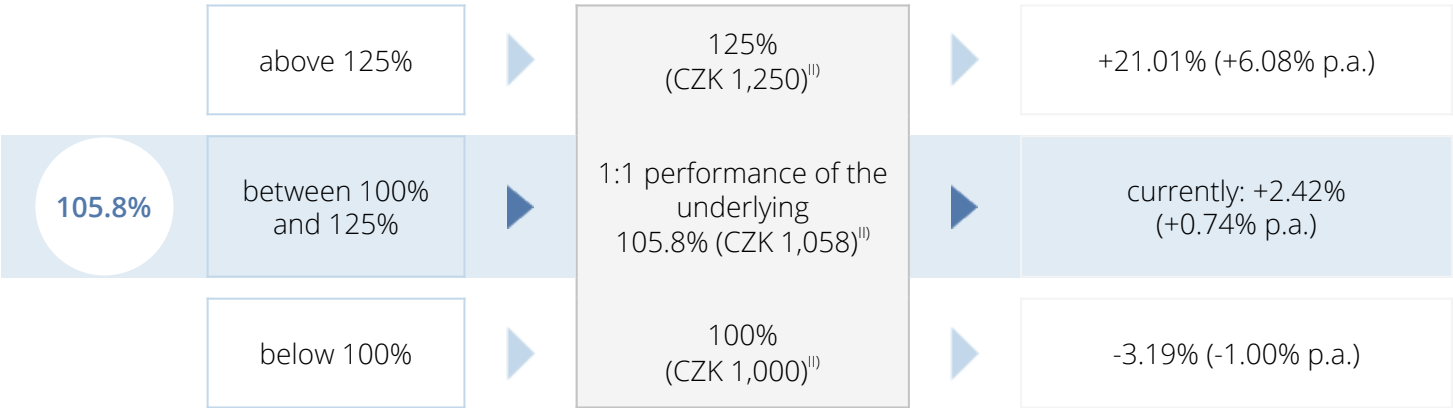 above 125%
125%
(CZK 1,250)II)
+21.01% (+6.08% p.a.)
105.8%
between 100%
and 125%
1:1 performance of the
underlying
105.8% (CZK 1,058)II)
currently: +2.42%
(+0.74% p.a.)
below 100%
100%
(CZK 1,000)II)
-3.19% (-1.00% p.a.)